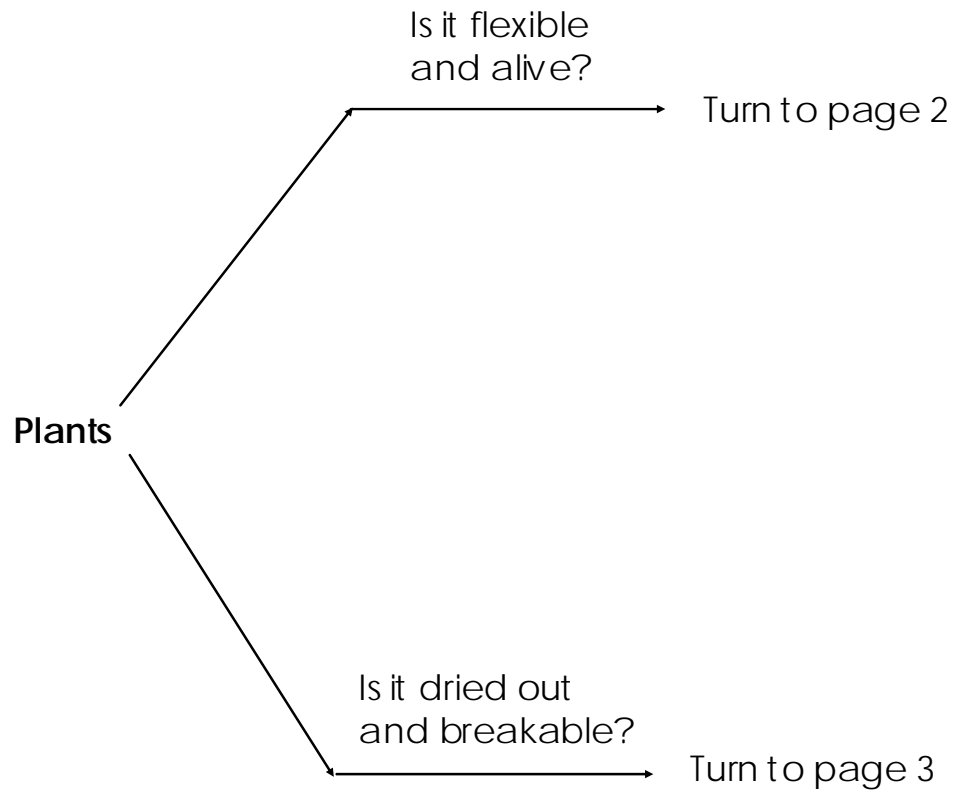 Is it flexible
and alive?
Turn to page 2
Plants
Is it dried out
and breakable?
Turn to page 3